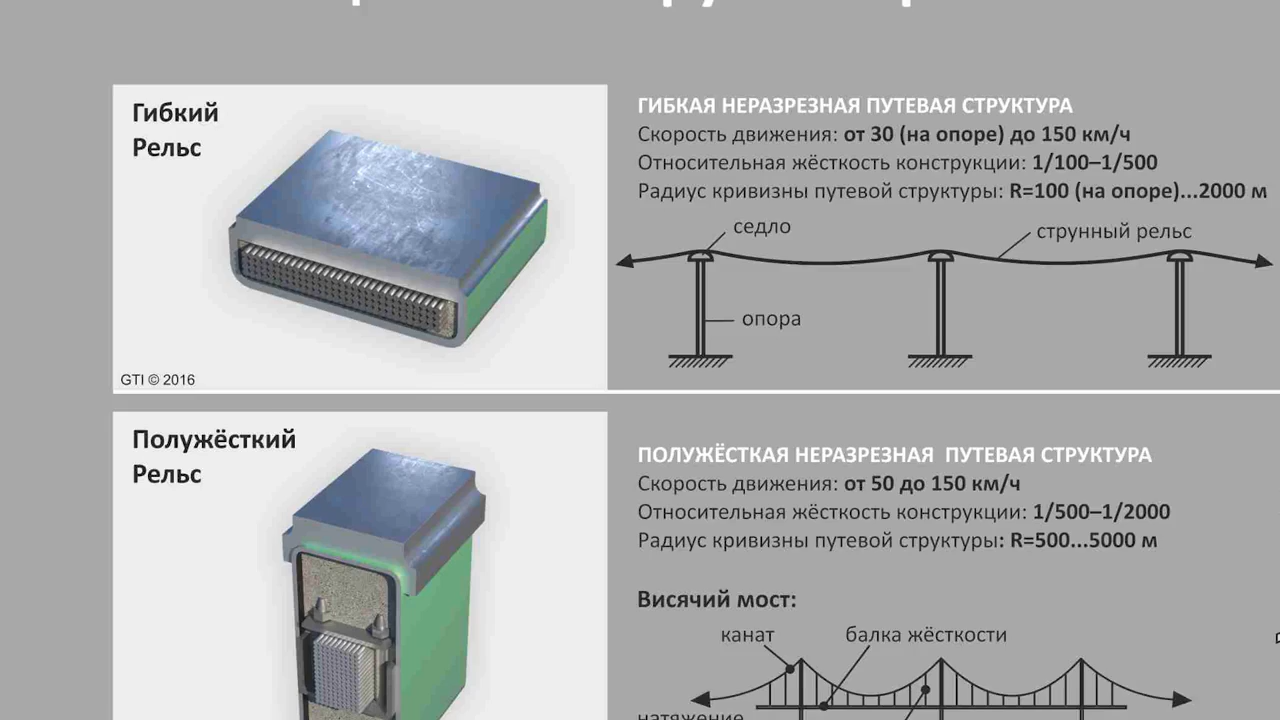 Гибкий
Рельс
GTI © 2016
ГИБКАЯ НЕРАЗРЕЗНАЯ ПУТЕВАЯ СТРУКТУРА
Скорость движения: от 30 (на опоре) до 150 км/ч
Относительная жёсткость конструкции: 1/100–1/500
Радиус кривизны путевой структуры: R=100 (на опоре)...2000 м
седло
струнный рельс
опора
Полужёсткий
Рельс
ПОЛУЖЁСТКАЯ НЕРАЗРЕЗНАЯ ПУТЕВАЯ СТРУКТУРА
Скорость движения: от 50 до 150 км/ч
Относительная жёсткость конструкции: 1/500–1/2000
Радиус кривизны путевой структуры: R=500...5000 м
Висячий мост:
канат
балка жёсткости
натяжение